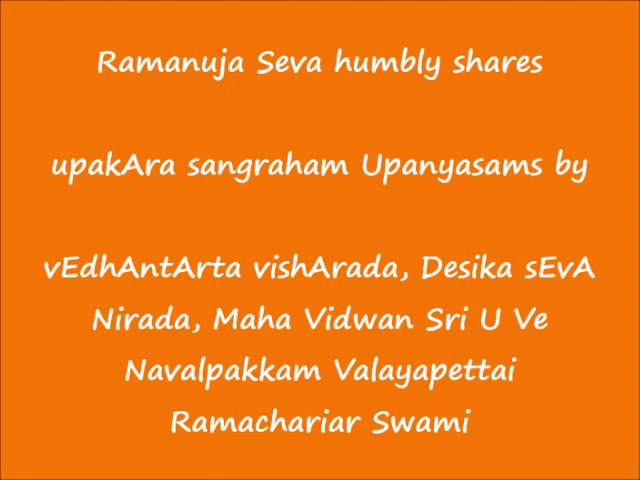 Ramanuja Seva humbly shares
upakAra sangraham Upanyasams by
vEdhAntArta vishArada, Desika sEvA
Nirada, Maha Vidwan Sri U Ve
Navalpakkam Valayapettai
Ramachariar Swami